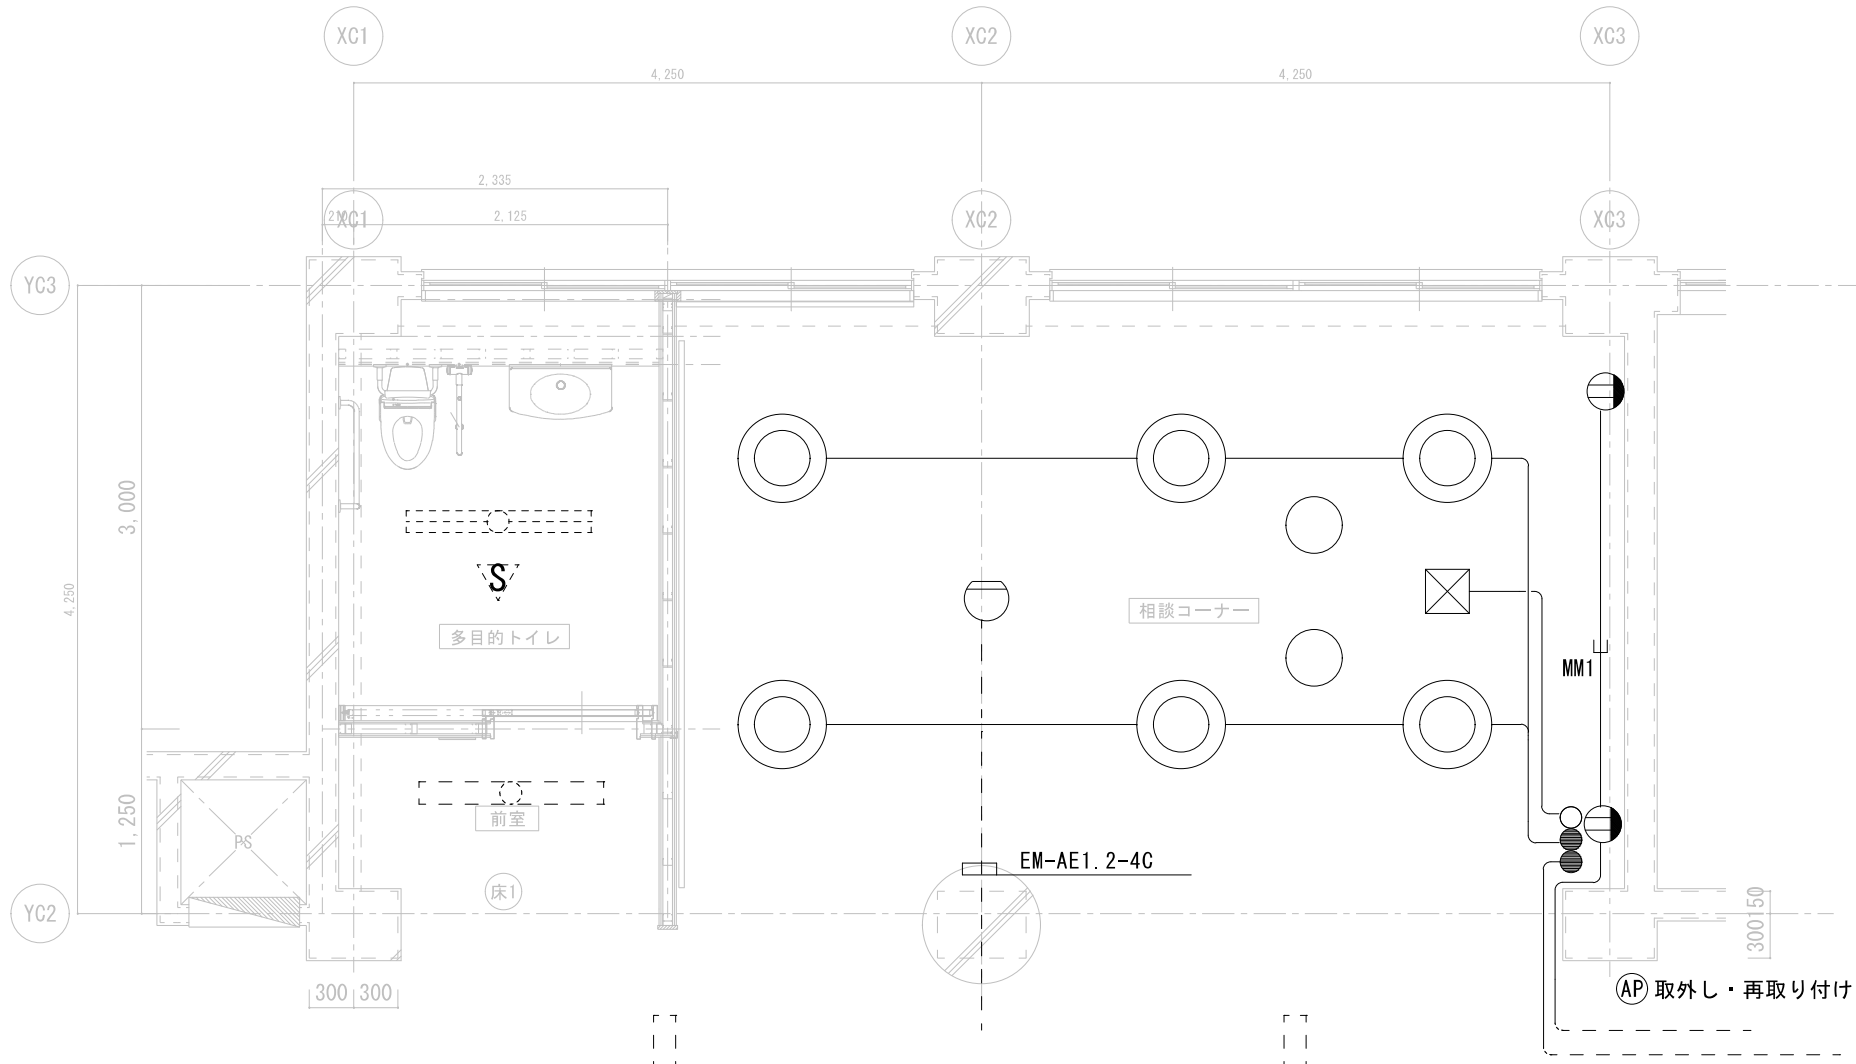 XC1
XC2
XC3
4,250
4,250
2,335
210
2,125
XC1
XC2
XC3
YC3
3,000
4,250
S
相談コーナー
多目的トイレ
MM1
1,250
前室
PS
EM-AE1.2-4C
床1
YC2
300150
300 300
AP 取外し・再取り付け